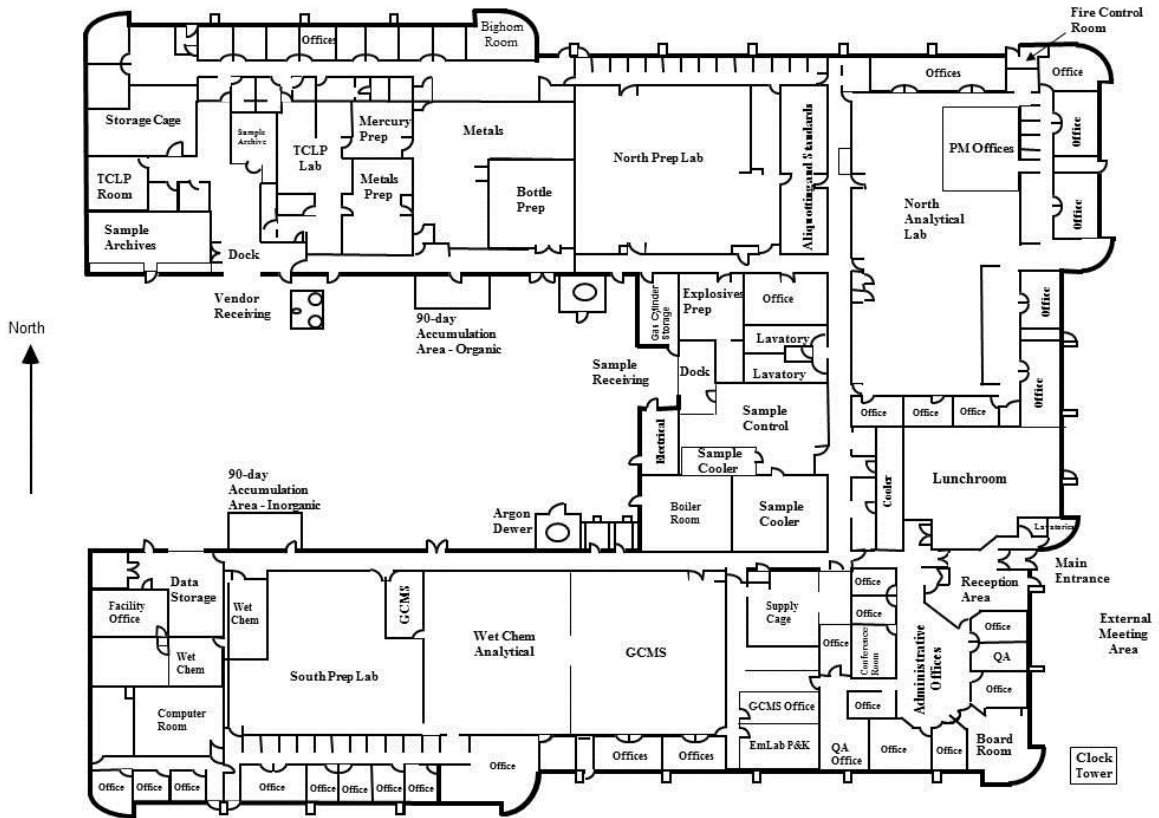 Fire Control
Room
Bighorn
Room
Offices
Offices
Office
Storage Cage
Sample
Archive
TCLP
Lab
Mercury
Prep
Metals
North Prep Lab
Aliquotting and Standards
PM Offices
Office
TCLP
Room
Metals
Prep
Bottle
Prep
North
Analytical
Lab
Office
Sample
Archives
Dock
Vendor
Receiving
90-day
Accumulation
Area - Organic
Gas Cylinder
Storage
Explosives
Prep
Office
Office
North
Lavatory
Lavatory
Sample
Receiving
Dock
Office
Sample
Control
Office
Office
Office
Electrical
Sample
Cooler
Cooler
Lunchroom
90-day
Accumulation
Area - Inorganic
Argon
Dewer
Boiler
Room
Sample
Cooler
Lavatories
Main
Entrance
Data
Storage
Facility
Office
Wet
Chem
GCMS
Supply
Cage
Office
Office
Reception
Area
External
Meeting
Area
Wet
Chem
South Prep Lab
Wet Chem
Analytical
GCMS
Office
Conference
Room
Administrative
Offices
Office
QA
Office
Computer
Room
GCMS Office
Office
EmLab P&K
QA
Office
Office
Office
Board
Room
Offices
Offices
Office
Clock
Tower
Office
Office
Office
Office
Office
Office
Office
Office